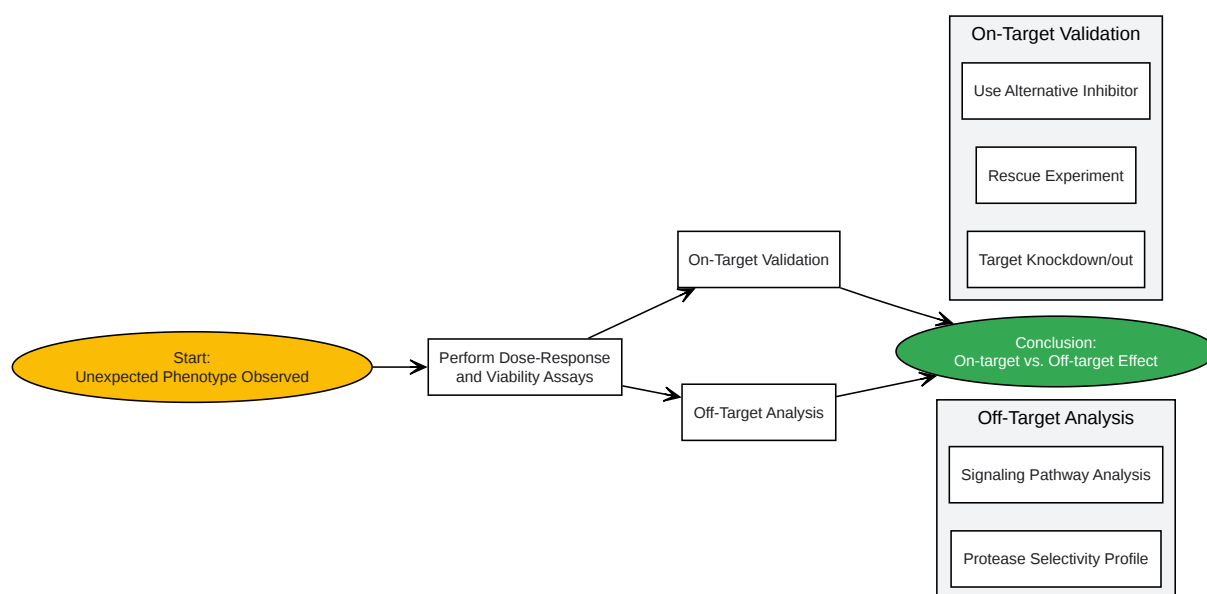 Start:
Unexpected Phenotype Observed
Perform Dose-Response
and Viability Assays
On-Target Validation
Off-Target Analysis
Conclusion:
On-target vs. Off-target Effect
On-Target Validation
Use Alternative Inhibitor
Rescue Experiment
Target Knockdown/out
Off-Target Analysis
Signaling Pathway Analysis
Protease Selectivity Profile